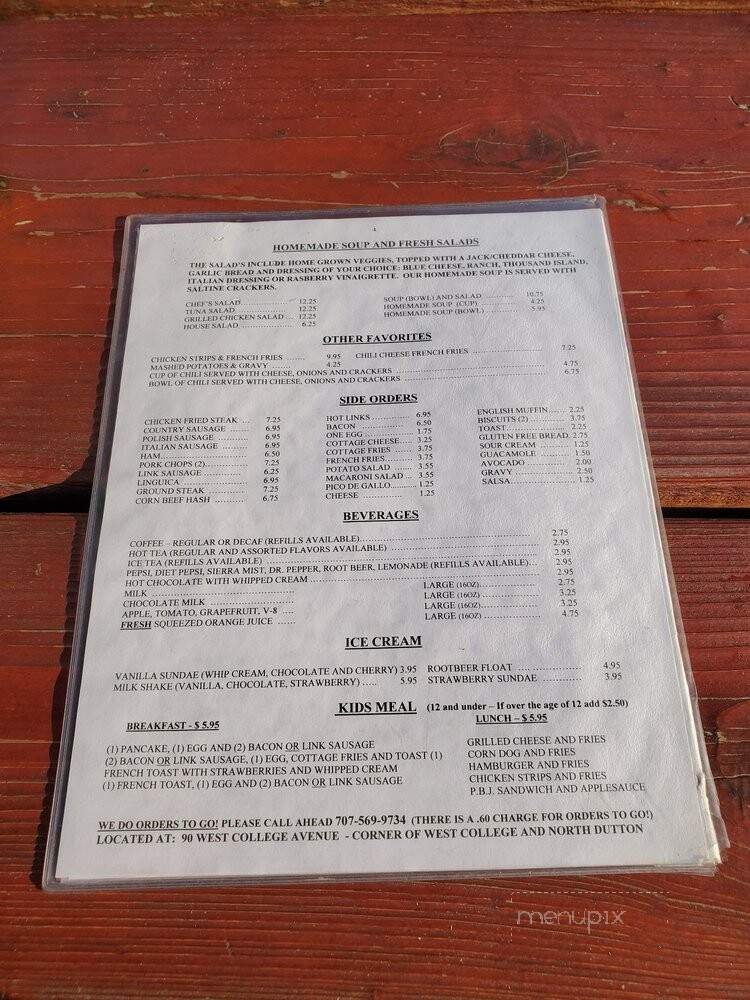 HOMEMADE SOUP AND FRESH SALADS
THE SALAD'S INCLUDE HOME GROWN VEGGIES, TOPPED WITH A JACK/CHEDDAR CHEESE,
GARLIC BREAD AND DRESSING OF YOUR CHOICE: BLUE CHEESE, RANCH, THOUSAND ISLAND,
ITALIAN DRESSING OR RASBERRY VINAIGRETTE. OUR HOMEMADE SOUP IS SERVED WITH
SALTINE CRACKERS.
CHEF'S SALAD 12.25
TUNA SALAD 12.25
GRILLED CHICKEN SALAD 12.25
HOUSE SALAD 6.25
SOUP (BOWL) AND SALAD 10.75
HOMEMADE SOUP (CUP) 4.25
HOMEMADE SOUP (BOWL) 5.95
OTHER FAVORITES
CHICKEN STRIPS & FRENCH FRIES 9.95 CHILI CHEESE FRENCH FRIES 7.25
MASHED POTATOES & GRAVY 4.25
CUP OF CHILI SERVED WITH CHEESE, ONIONS AND CRACKERS 4.75
BOWL OF CHILI SERVED WITH CHEESE, ONIONS AND CRACKERS 6.75
SIDE ORDERS
CHICKEN FRIED STEAK 7.25
COUNTRY SAUSAGE 6.95
POLISH SAUSAGE 6.95
ITALIAN SAUSAGE 6.95
HAM 6.50
PORK CHOPS (2) 7.25
LINK SAUSAGE 6.25
LINGUICA 6.95
GROUND STEAK 7.25
CORN BEEF HASH 6.75
HOT LINKS 6.95
BACON 6.50
ONE EGG 1.75
COTTAGE CHEESE 3.25
COTTAGE FRIES 3.75
FRENCH FRIES 3.75
POTATO SALAD 3.55
MACARONI SALAD 3.55
PICO DE GALLO 1.25
CHEESE 1.25
ENGLISH MUFFIN 2.25
BISCUITS (2) 3.75
TOAST 2.25
GLUTEN FREE BREAD. 2.75
SOUR CREAM 1.25
GUACAMOLE 1.50
AVOCADO 2.00
GRAVY 2.50
SALSA 1.25
BEVERAGES
COFFEE – REGULAR OR DECAF (REFILLS AVAILABLE) 2.75
HOT TEA (REGULAR AND ASSORTED FLAVORS AVAILABLE) 2.95
ICE TEA (REFILLS AVAILABLE) 2.95
PEPSI, DIET PEPSI, SIERRA MIST, DR. PEPPER, ROOT BEER, LEMONADE (REFILLS AVAILABLE) 2.95
HOT CHOCOLATE WITH WHIPPED CREAM 2.95
MILK LARGE (16OZ) 2.75
CHOCOLATE MILK LARGE (16OZ) 3.25
APPLE, TOMATO, GRAPEFRUIT, V-8 LARGE (16OZ) 3.25
FRESH SQUEEZED ORANGE JUICE LARGE (16OZ) 4.75
ICE CREAM
VANILLA SUNDAE (WHIP CREAM, CHOCOLATE AND CHERRY) 3.95 ROOTBEER FLOAT 4.95
MILK SHAKE (VANILLA, CHOCOLATE, STRAWBERRY) 5.95 STRAWBERRY SUNDAE 3.95
KIDS MEAL (12 and under – If over the age of 12 add $2.50)
BREAKFAST - $ 5.95
(1) PANCAKE, (1) EGG AND (2) BACON OR LINK SAUSAGE
(2) BACON OR LINK SAUSAGE, (1) EGG, COTTAGE FRIES AND TOAST (1)
FRENCH TOAST WITH STRAWBERRIES AND WHIPPED CREAM
(1) FRENCH TOAST, (1) EGG AND (2) BACON OR LINK SAUSAGE
LUNCH – $ 5.95
GRILLED CHEESE AND FRIES
CORN DOG AND FRIES
HAMBURGER AND FRIES
CHICKEN STRIPS AND FRIES
P.B.J. SANDWICH AND APPLESAUCE
WE DO ORDERS TO GO! PLEASE CALL AHEAD 707-569-9734 (THERE IS A .60 CHARGE FOR ORDERS TO GO!)
LOCATED AT: 90 WEST COLLEGE AVENUE - CORNER OF WEST COLLEGE AND NORTH DUTTON
menupix